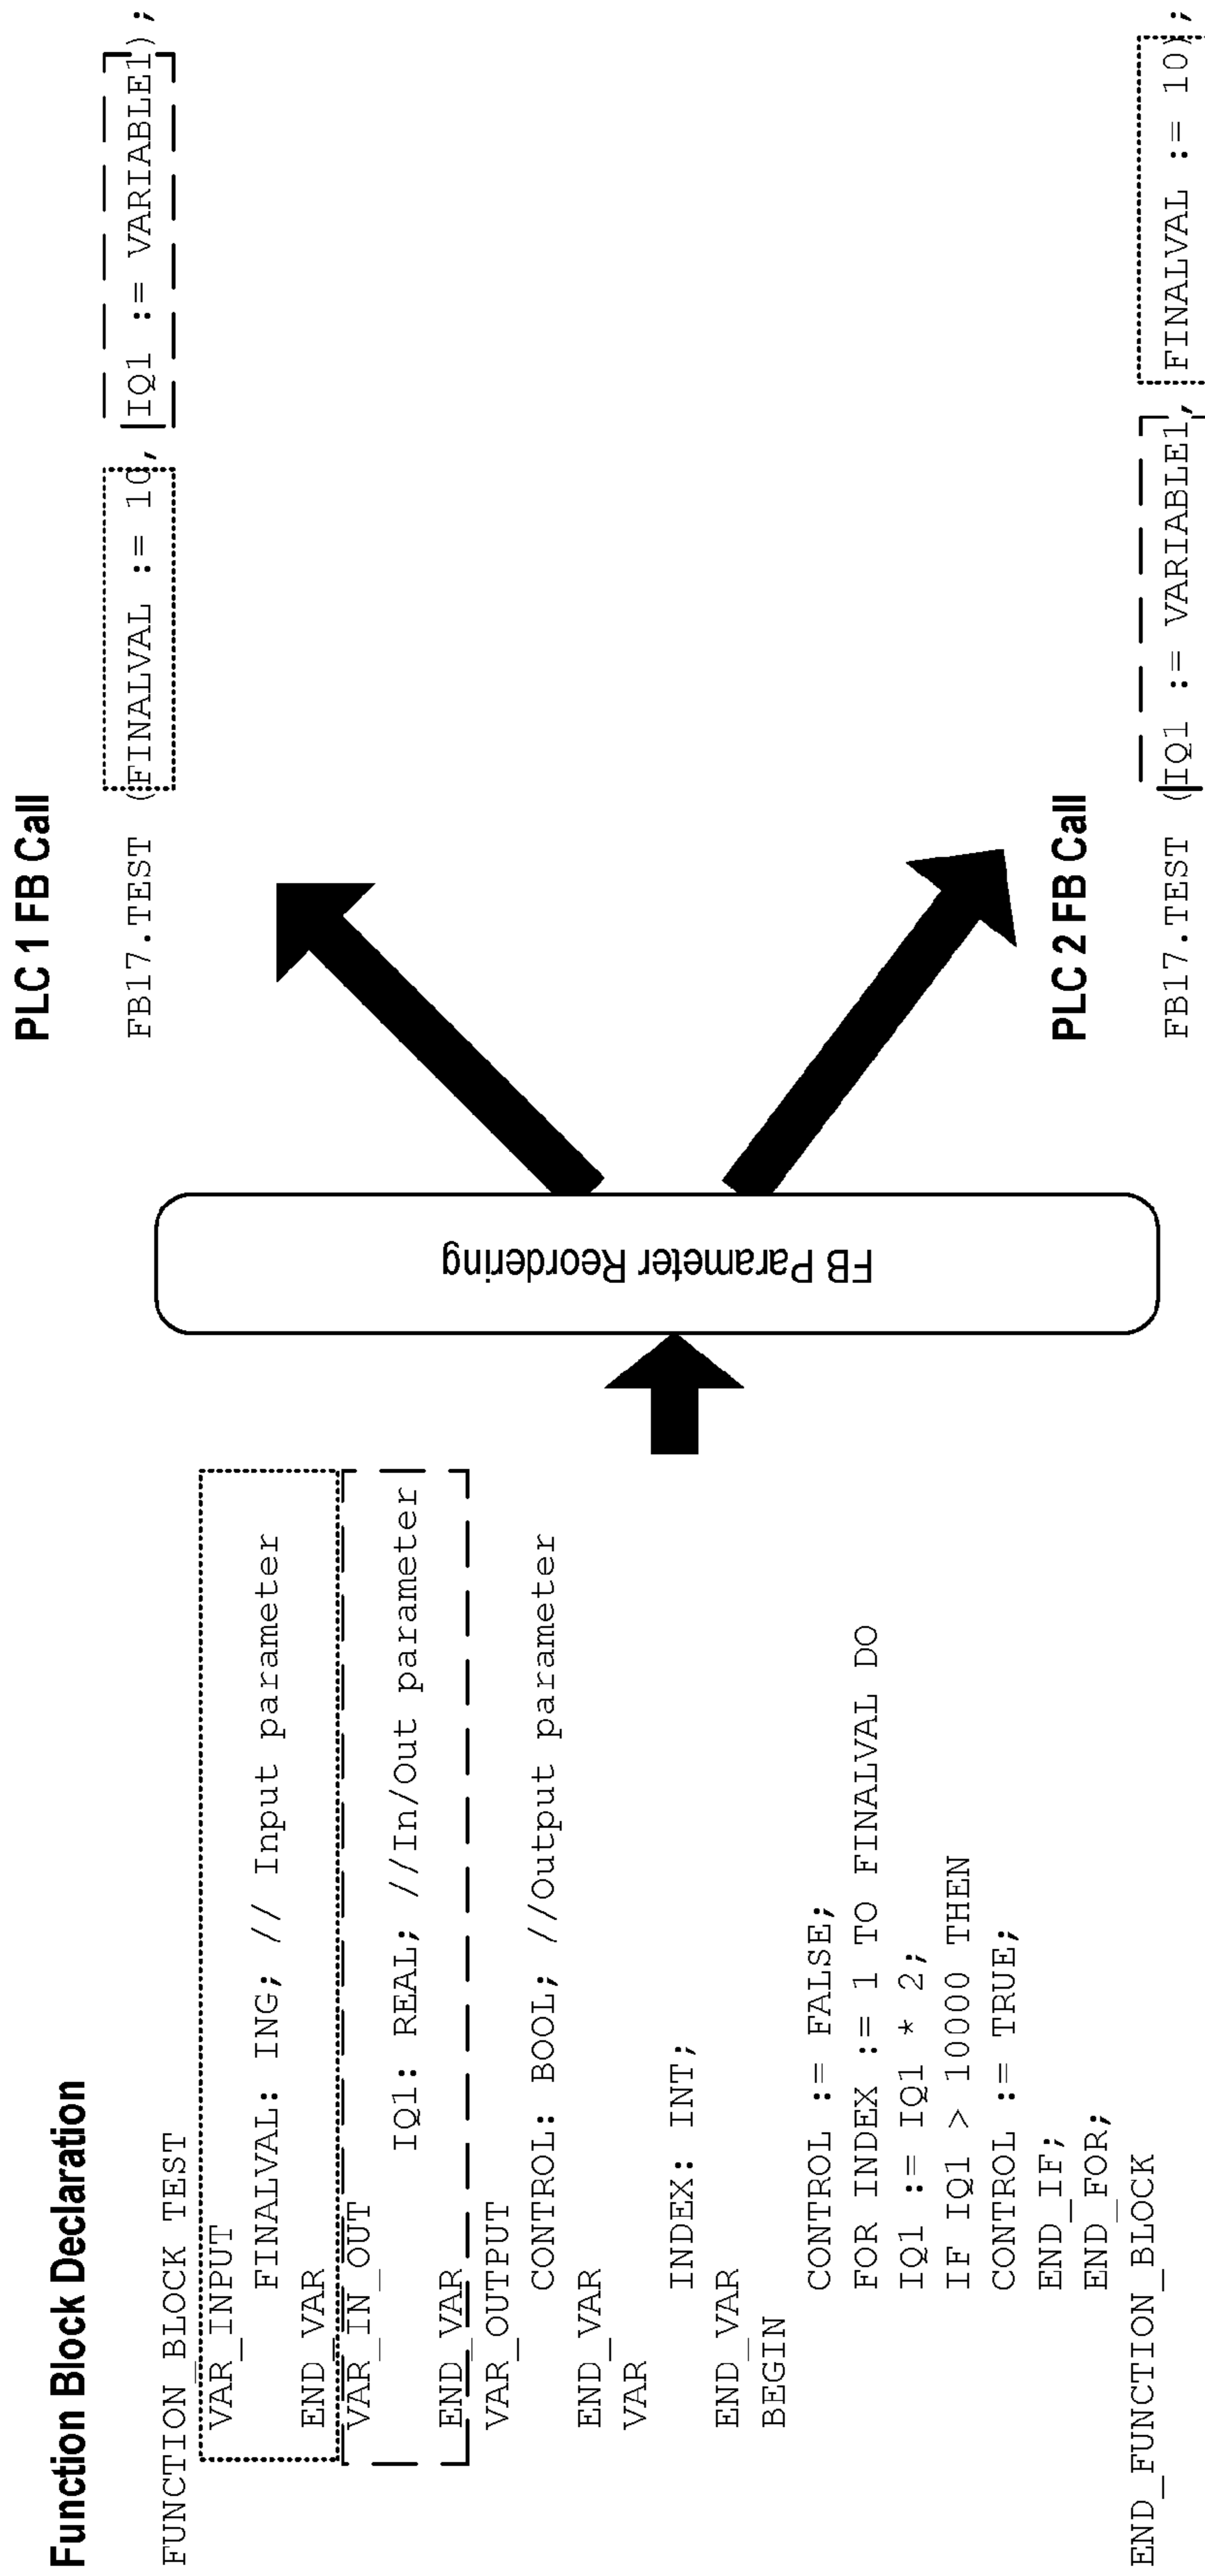 Function Block Declaration
FUNCTION_BLOCK TEST
VAR_INPUT
FINALVAL: ING; // Input parameter
END_VAR
VAR_IN_OUT
IQ1: REAL; //In/Out parameter
END_VAR
VAR_OUTPUT
CONTROL: BOOL; //Output parameter
END_VAR
VAR
INDEX: INT;
END_VAR
BEGIN
CONTROL := FALSE;
FOR INDEX := 1 TO FINALVAL DO
IQ1 := IQ1 * 2;
IF IQ1 > 10000 THEN
CONTROL := TRUE;
END_IF;
END_FOR;
END_FUNCTION_BLOCK
FB Parameter Reordering
PLC 1 FB Call
FB17.TEST (FINALVAL := 10, IQ1 := VARIABLE1);
PLC 2 FB Call
FB17.TEST (IQ1 := VARIABLE1, FINALVAL := 10);